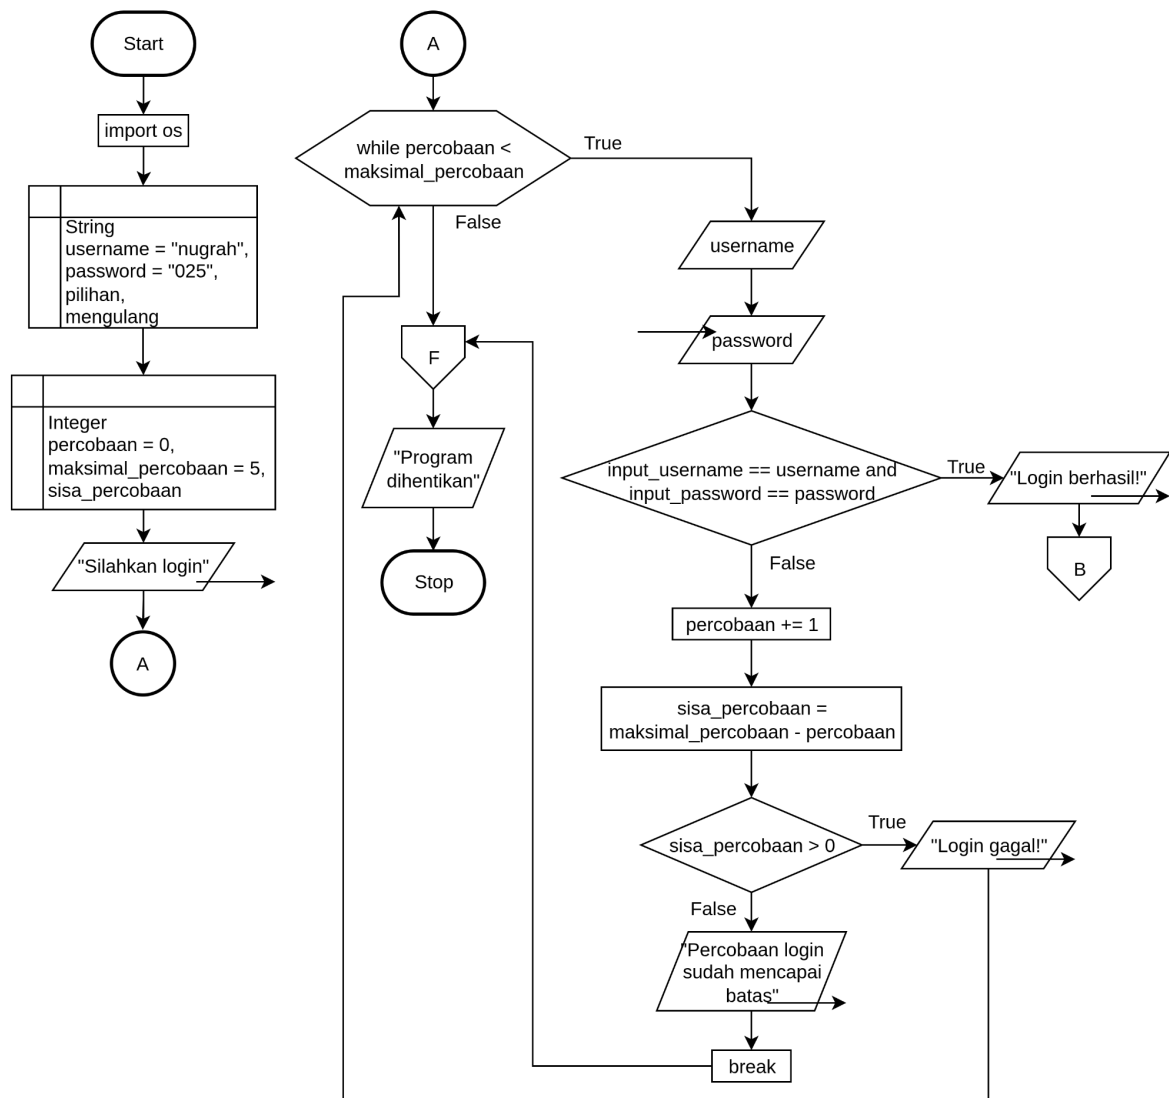 Start
import os
String
username = "nugrah",
password = "025",
pilihan,
mengulang
Integer
percobaan = 0,
maksimal_percobaan = 5,
sisa_percobaan
"Silahkan login"
A
A
while percobaan <
maksimal_percobaan
True
False
F
"Program
dihentikan"
Stop
username
password
input_username == username and
input_password == password
True
"Login berhasil!"
B
False
percobaan += 1
sisa_percobaan =
maksimal_percobaan - percobaan
sisa_percobaan > 0
True
"Login gagal!"
False
"Percobaan login
sudah mencapai
batas"
break